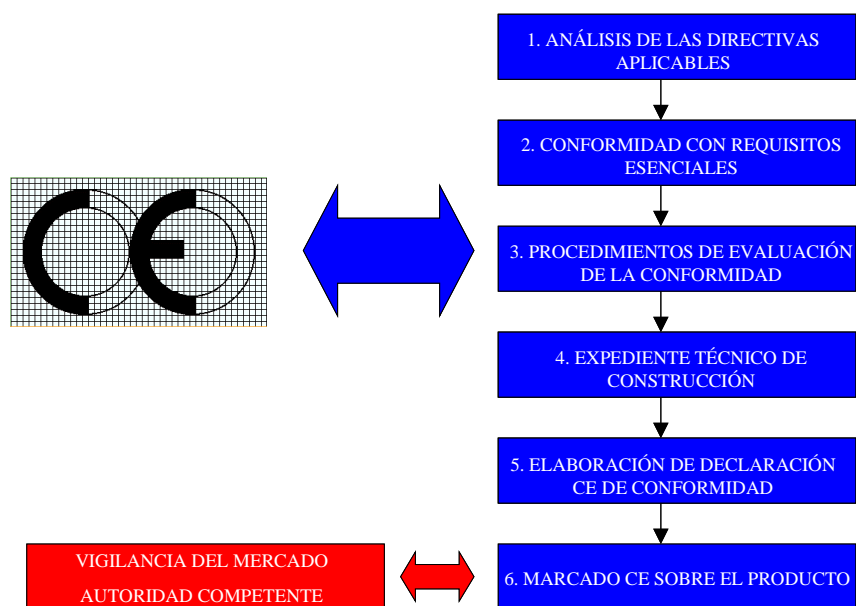 1. ANÁLISIS DE LAS DIRECTIVAS
APLICABLES
2. CONFORMIDAD CON REQUISITOS
ESENCIALES
CE
3. PROCEDIMIENTOS DE EVALUACIÓN
DE LA CONFORMIDAD
4. EXPEDIENTE TÉCNICO DE
CONSTRUCCIÓN
5. ELABORACIÓN DE DECLARACIÓN
CE DE CONFORMIDAD
VIGILANCIA DEL MERCADO
AUTORIDAD COMPETENTE
6. MARCADO CE SOBRE EL PRODUCTO